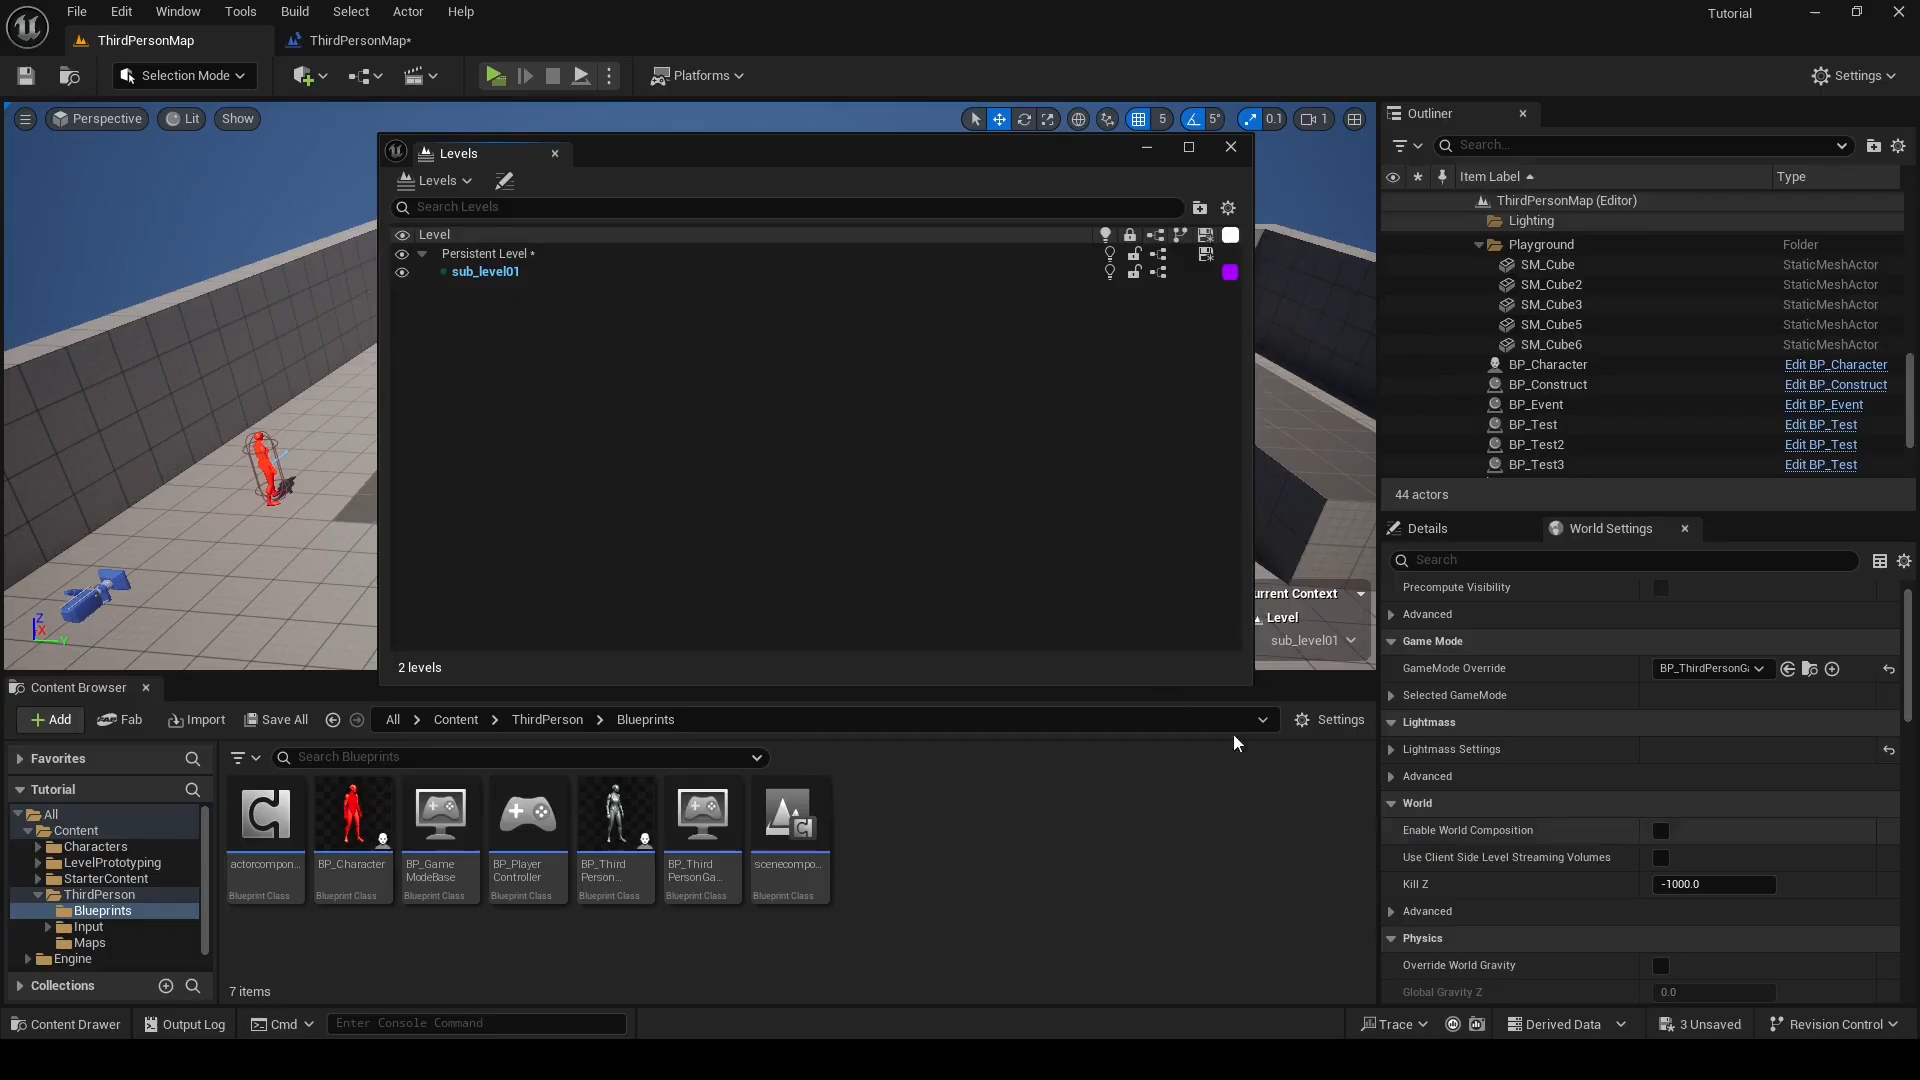 File Edit Window Tools Build Select Actor Help
Tutorial
ThirdPersonMap
ThirdPersonMap*
Selection Mode
Platforms
Settings
Perspective
Lit
Show
5
5°
0.1
1
Levels
Levels
Search Levels
Level
Persistent Level *
sub_level01
2 levels
urrent Context
Level
sub_level01
Outliner
Search...
Item Label
Type
ThirdPersonMap (Editor)
Lighting
Playground Folder
SM_Cube StaticMeshActor
SM_Cube2 StaticMeshActor
SM_Cube3 StaticMeshActor
SM_Cube5 StaticMeshActor
SM_Cube6 StaticMeshActor
BP_Character Edit BP_Character
BP_Construct Edit BP_Construct
BP_Event Edit BP_Event
BP_Test Edit BP_Test
BP_Test2 Edit BP_Test
BP_Test3 Edit BP_Test
44 actors
Details
World Settings
Search
Precompute Visibility
Advanced
Game Mode
GameMode Override BP_ThirdPersonGa
Selected GameMode
Lightmass
Lightmass Settings
Advanced
World
Enable World Composition
Use Client Side Level Streaming Volumes
Kill Z -1000.0
Advanced
Physics
Override World Gravity
Global Gravity Z 0.0
Content Browser
Add
Fab
Import
Save All
All > Content > ThirdPerson > Blueprints
Settings
Favorites
Tutorial
All
Content
Characters
LevelPrototyping
StarterContent
ThirdPerson
Blueprints
Input
Maps
Engine
Collections
Search Blueprints
actorcompon...
Blueprint Class
BP_Character
Blueprint Class
BP_Game
ModeBase
Blueprint Class
BP_Player
Controller
Blueprint Class
BP_Third
Person...
Blueprint Class
BP_Third
PersonGa...
Blueprint Class
scenecompo...
Blueprint Class
7 items
Content Drawer
Output Log
Cmd
Enter Console Command
Trace
Derived Data
3 Unsaved
Revision Control
X
Y
Z